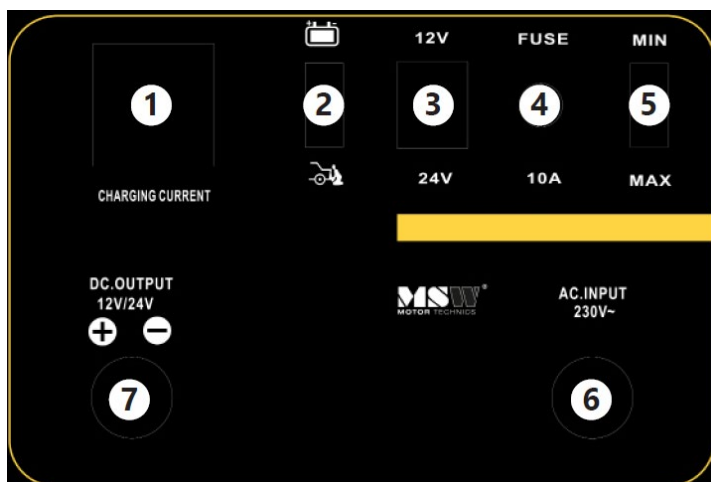 12V FUSE MIN
1 2 3 4 5
24V 10A MAX
CHARGING CURRENT
DC.OUTPUT
12V/24V
+ −
MSW®
MOTOR TECHNICS
AC.INPUT
230V~
7 6